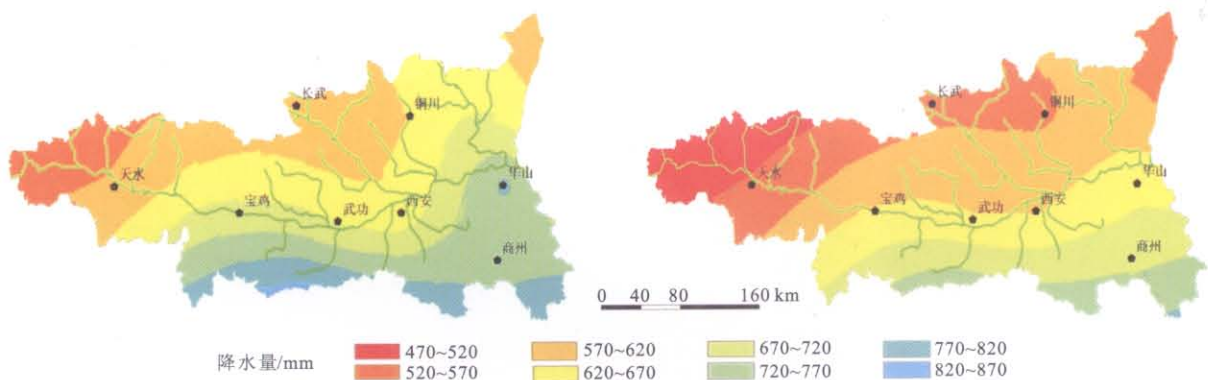 长武
铜川
天水
华山
宝鸡
武功
西安
商州
长武
铜川
天水
华山
宝鸡
武功
西安
商州
0 40 80 160 km
降水量/mm
470~520
570~620
670~720
770~820
520~570
620~670
720~770
820~870